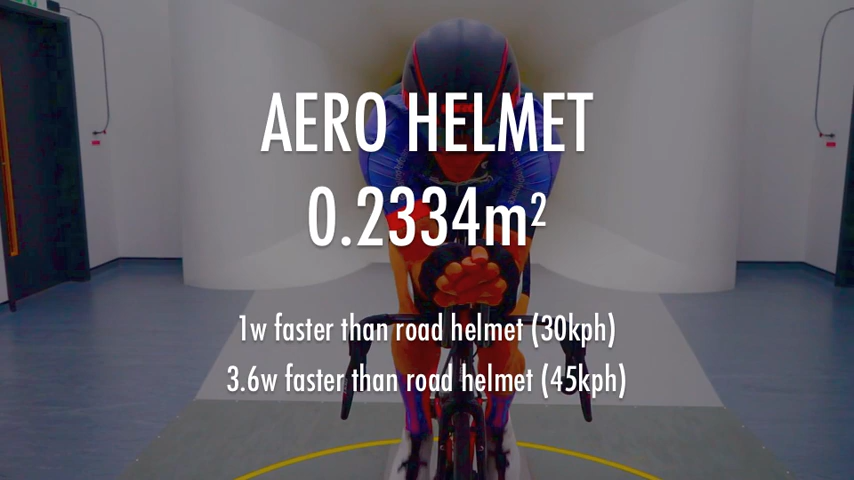 AERO HELMET
0.2334m²
1w faster than road helmet (30kph)
3.6w faster than road helmet (45kph)